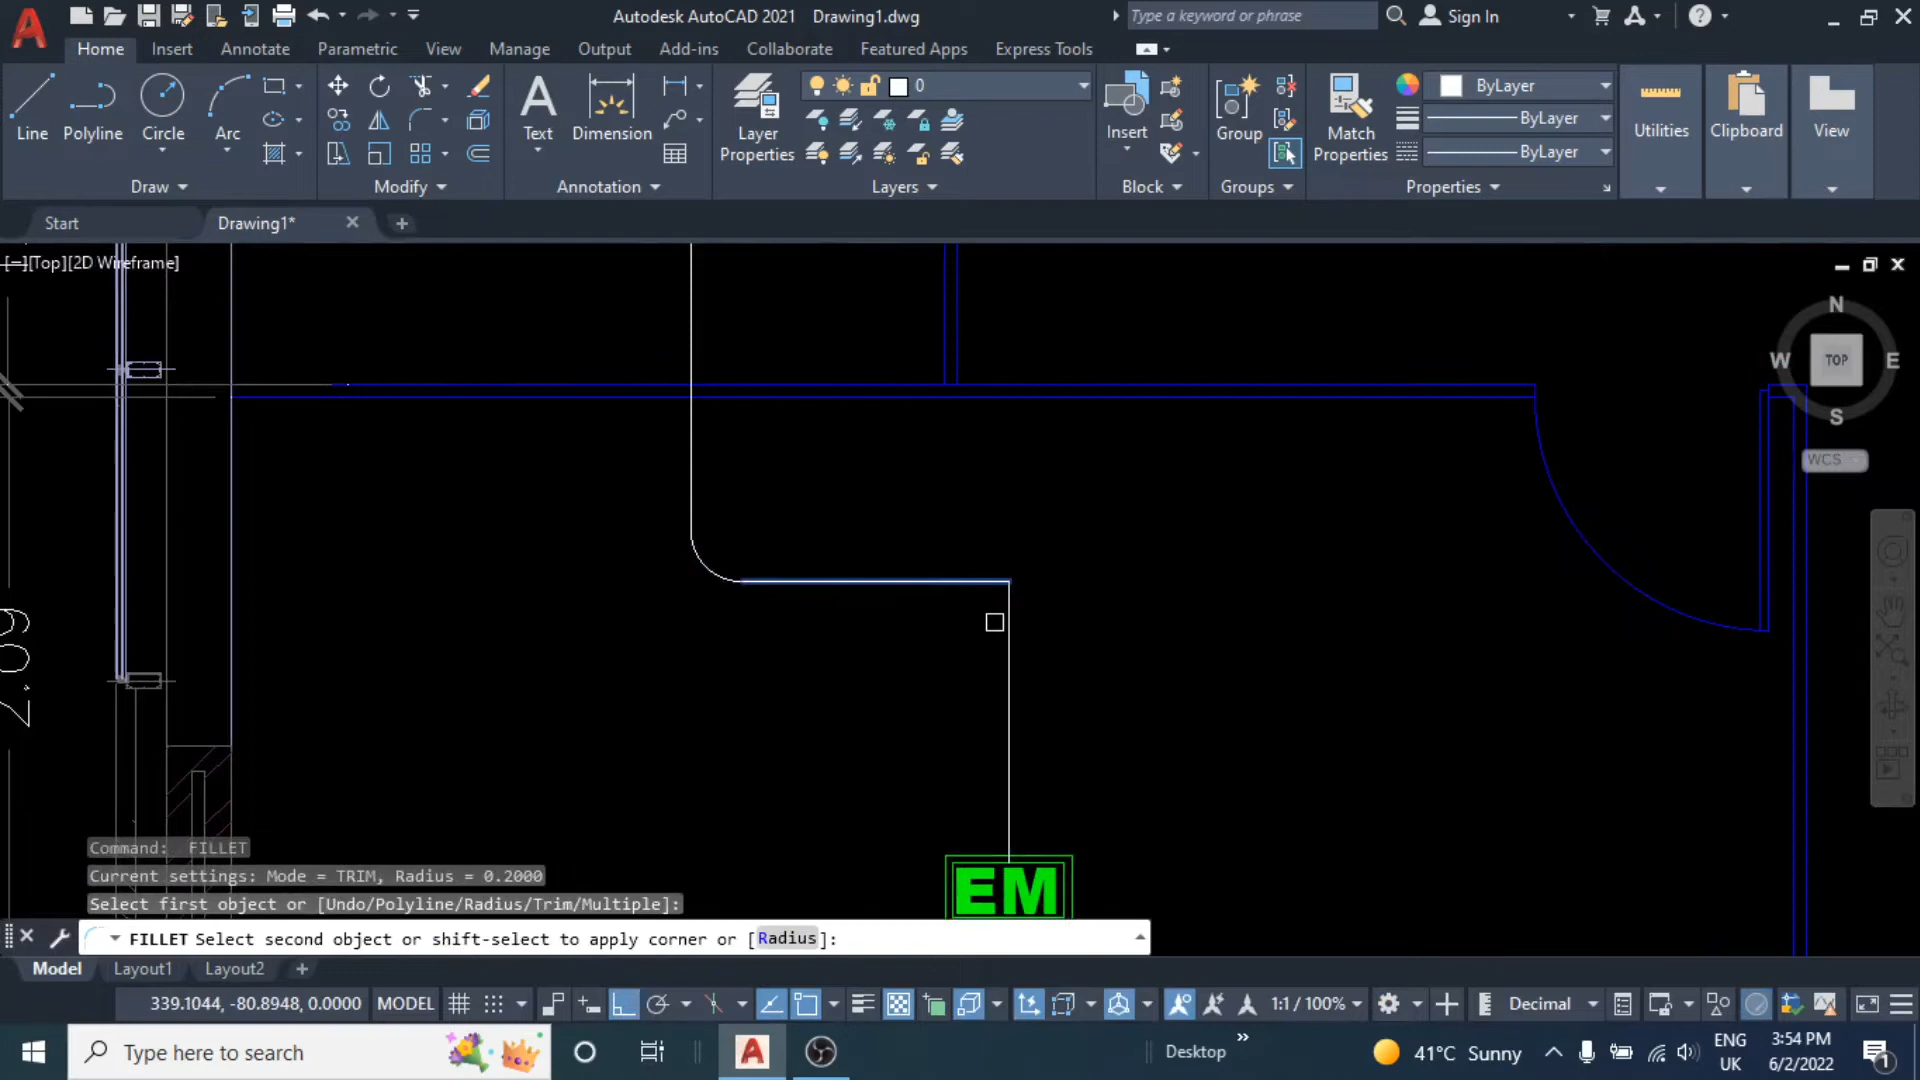 Autodesk AutoCAD 2021 Drawing1.dwg
Type a keyword or phrase
Sign In
Home Insert Annotate Parametric View Manage Output Add-ins Collaborate Featured Apps Express Tools
0
ByLayer
Line Polyline Circle Arc
Text Dimension
Layer Properties
Insert
Group
Match Properties
ByLayer
ByLayer
Utilities Clipboard View
Draw Modify Annotation Layers Block Groups Properties
Start Drawing1*
[−][Top][2D Wireframe]
N
W TOP E
S
WCS
2.09
EM
Command: FILLET
Current settings: Mode = TRIM, Radius = 0.2000
Select first object or [Undo/Polyline/Radius/Trim/Multiple]:
FILLET Select second object or shift-select to apply corner or [Radius]:
Model Layout1 Layout2
339.1044, -80.8948, 0.0000 MODEL 1:1 / 100% Decimal
Type here to search
Desktop
41°C Sunny
ENG
UK
3:54 PM
6/2/2022
1